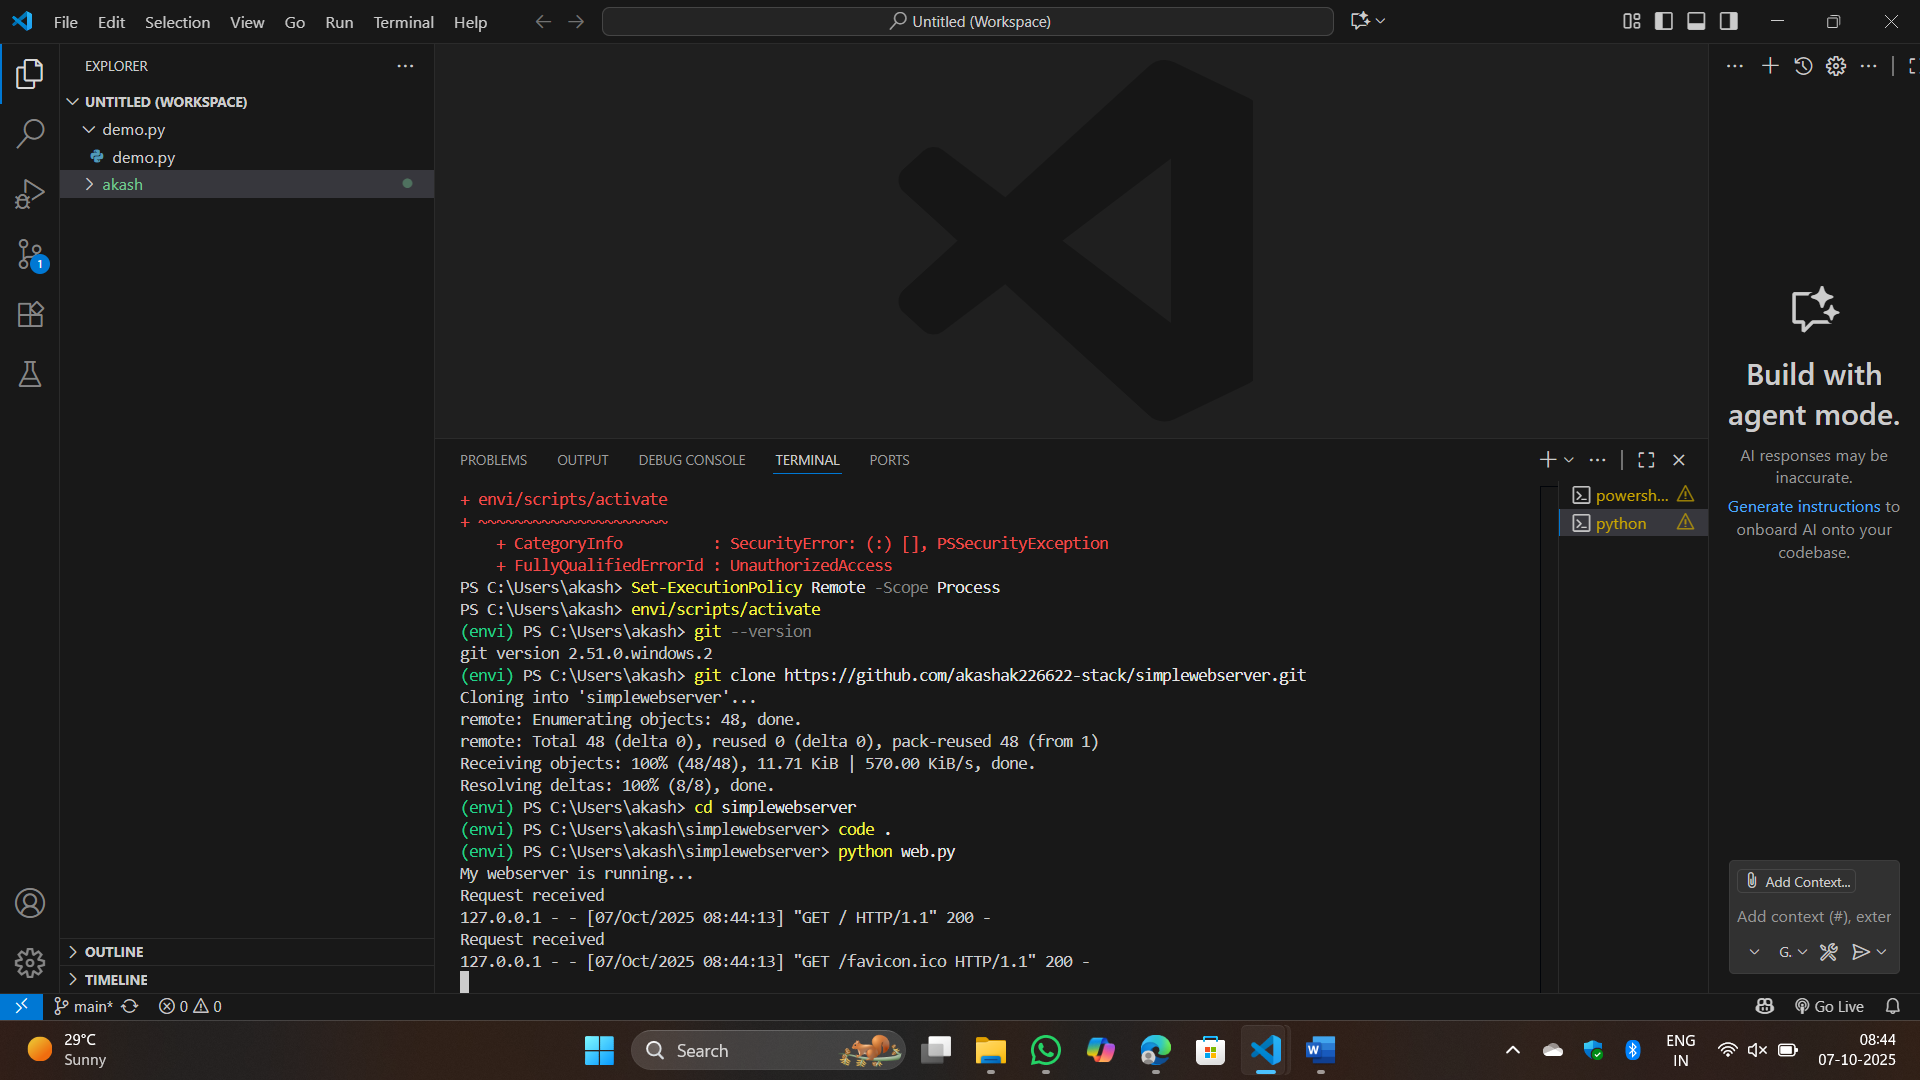 File Edit Selection View Go Run Terminal Help
Untitled (Workspace)
EXPLORER
UNTITLED (WORKSPACE)
demo.py
demo.py
akash
1
Build with
agent mode.
AI responses may be
inaccurate.
Generate instructions to
onboard AI onto your
codebase.
PROBLEMS OUTPUT DEBUG CONSOLE TERMINAL PORTS
powersh...
python
+ envi/scripts/activate
+ ~~~~~~~~~~~~~~~~~~~~~
+ CategoryInfo : SecurityError: (:) [], PSSecurityException
+ FullyQualifiedErrorId : UnauthorizedAccess
PS C:\Users\akash> Set-ExecutionPolicy Remote -Scope Process
PS C:\Users\akash> envi/scripts/activate
(envi) PS C:\Users\akash> git --version
git version 2.51.0.windows.2
(envi) PS C:\Users\akash> git clone https://github.com/akashak226622-stack/simplewebserver.git
Cloning into 'simplewebserver'...
remote: Enumerating objects: 48, done.
remote: Total 48 (delta 0), reused 0 (delta 0), pack-reused 48 (from 1)
Receiving objects: 100% (48/48), 11.71 KiB | 570.00 KiB/s, done.
Resolving deltas: 100% (8/8), done.
(envi) PS C:\Users\akash> cd simplewebserver
(envi) PS C:\Users\akash\simplewebserver> code .
(envi) PS C:\Users\akash\simplewebserver> python web.py
My webserver is running...
Request received
127.0.0.1 - - [07/Oct/2025 08:44:13] "GET / HTTP/1.1" 200 -
Request received
127.0.0.1 - - [07/Oct/2025 08:44:13] "GET /favicon.ico HTTP/1.1" 200 -
Add Context...
Add context (#), exter
G.
OUTLINE
TIMELINE
main* 0 0
Go Live
29°C
Sunny
Search
ENG
IN
08:44
07-10-2025